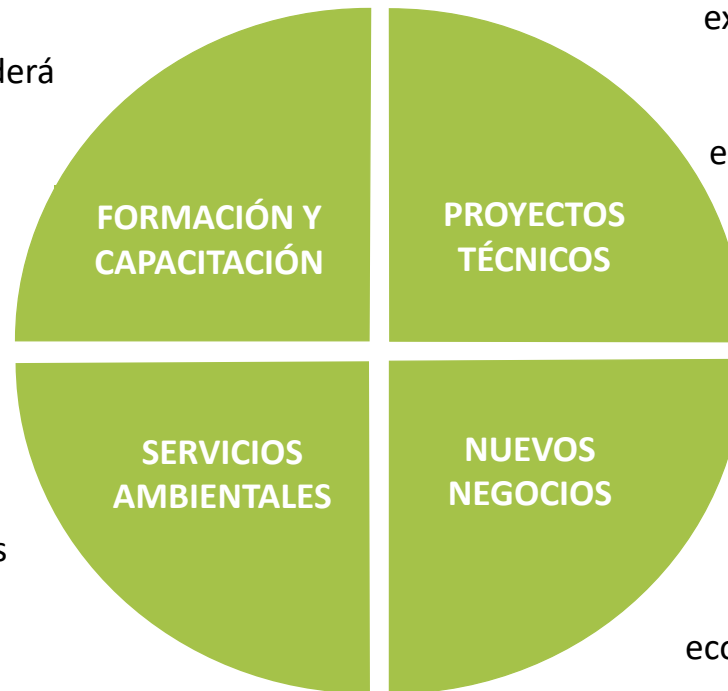 FORMACIÓN Y
CAPACITACIÓN
PROYECTOS
TÉCNICOS
SERVICIOS
AMBIENTALES
NUEVOS
NEGOCIOS